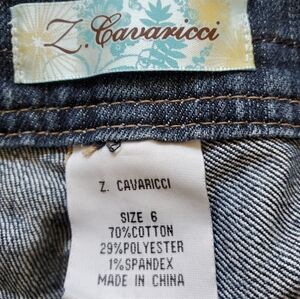 Z. Cavaricci
Z. CAVARICCI
SIZE 6
70%COTTON
29%POLYESTER
1%SPANDEX
MADE IN CHINA